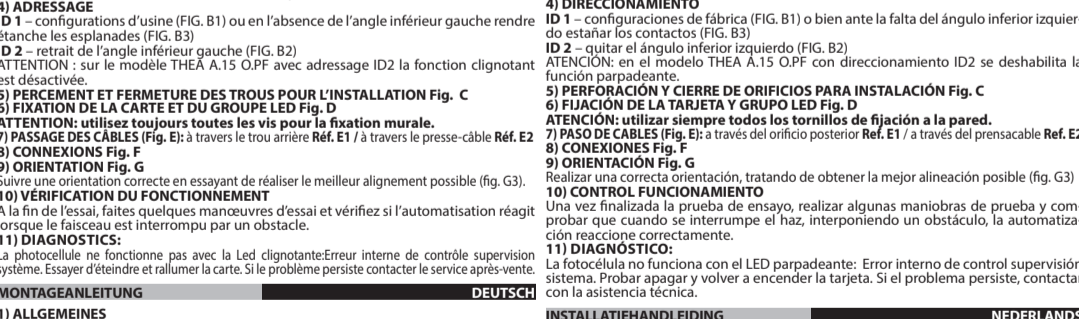 4) ADRESSAGE
ID 1 – configurations d’usine (FIG. B1) ou en l’absence de l’angle inférieur gauche rendre
étanche les esplanades (FIG. B3)
ID 2 – retrait de l’angle inférieur gauche (FIG. B2)
ATTENTION : sur le modèle THEA A.15 O.PF avec adressage ID2 la fonction clignotant
est désactivée.
5) PERCEMENT ET FERMETURE DES TROUS POUR L’INSTALLATION Fig. C
6) FIXATION DE LA CARTE ET DU GROUPE LED Fig. D
ATTENTION: utilisez toujours toutes les vis pour la fixation murale.
7) PASSAGE DES CÂBLES (Fig. E): à travers le trou arrière Réf. E1 / à travers le presse-câble Réf. E2
8) CONNEXIONS Fig. F
9) ORIENTATION Fig. G
Suivre une orientation correcte en essayant de réaliser le meilleur alignement possible (fig. G3).
10) VÉRIFICATION DU FONCTIONNEMENT
A la fin de l’essai, faites quelques manœuvres d’essai et vérifiez si l’automatisation réagit
lorsque le faisceau est interrompu par un obstacle.
11) DIAGNOSTICS:
La photocellule ne fonctionne pas avec la Led clignotante:Erreur interne de contrôle supervision
système. Essayer d’éteindre et rallumer la carte. Si le problème persiste contacter le service après-vente.
MONTAGEANLEITUNG DEUTSCH
1) ALLGEMEINES
4) DIRECCIONAMIENTO
ID 1 – configuraciones de fábrica (FIG. B1) o bien ante la falta del ángulo inferior izquier-
do estañar los contactos (FIG. B3)
ID 2 – quitar el ángulo inferior izquierdo (FIG. B2)
ATENCIÓN: en el modelo THEA A.15 O.PF con direccionamiento ID2 se deshabilita la
función parpadeante.
5) PERFORACIÓN Y CIERRE DE ORIFICIOS PARA INSTALACIÓN Fig. C
6) FIJACIÓN DE LA TARJETA Y GRUPO LED Fig. D
ATENCIÓN: utilizar siempre todos los tornillos de fijación a la pared.
7) PASO DE CABLES (Fig. E): a través del orificio posterior Ref. E1 / a través del prensacable Ref. E2
8) CONEXIONES Fig. F
9) ORIENTACIÓN Fig. G
Realizar una correcta orientación, tratando de obtener la mejor alineación posible (fig. G3)
10) CONTROL FUNCIONAMIENTO
Una vez finalizada la prueba de ensayo, realizar algunas maniobras de prueba y com-
probar que cuando se interrumpe el haz, interponiendo un obstáculo, la automatiza-
ción reaccione correctamente.
11) DIAGNÓSTICO:
La fotocélula no funciona con el LED parpadeante: Error interno de control supervisión
sistema. Probar apagar y volver a encender la tarjeta. Si el problema persiste, contactar
con la asistencia técnica.
INSTALLATIEHANDLEIDING NEDERLANDS